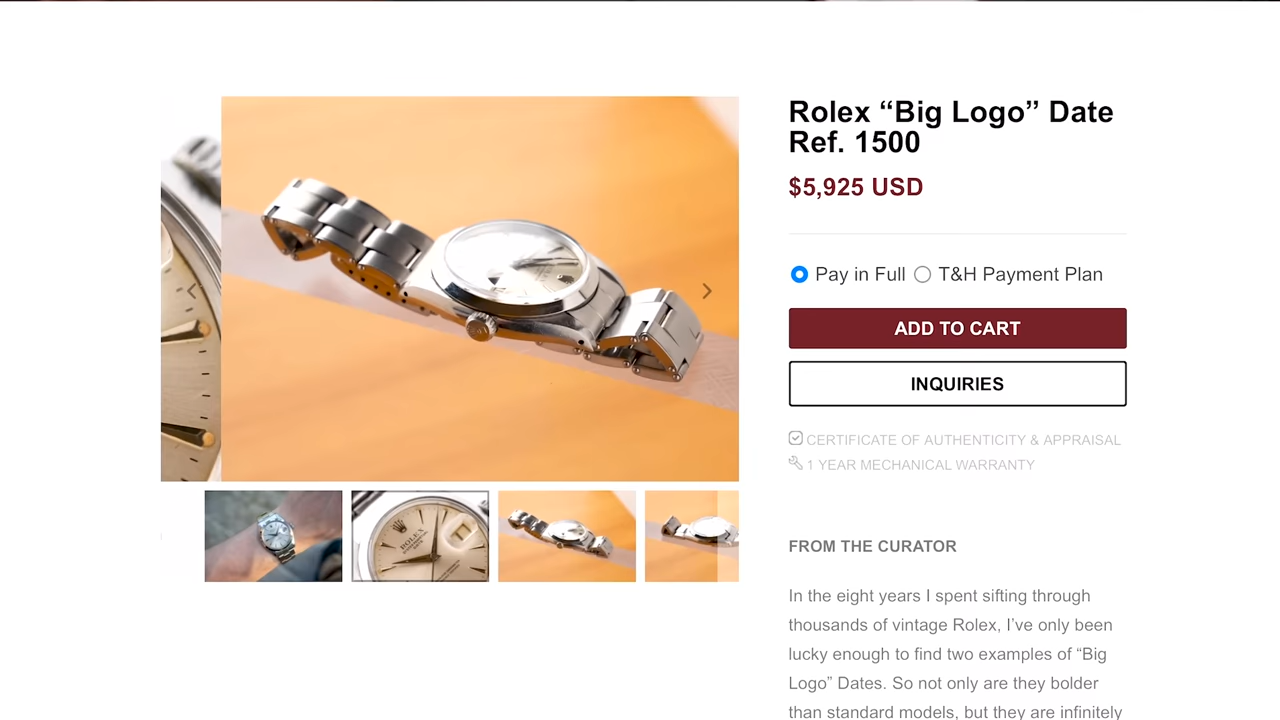 Rolex “Big Logo” Date
Ref. 1500
$5,925 USD
Pay in Full
T&H Payment Plan
ADD TO CART
INQUIRIES
CERTIFICATE OF AUTHENTICITY & APPRAISAL
1 YEAR MECHANICAL WARRANTY
ROLEX
FROM THE CURATOR
In the eight years I spent sifting through
thousands of vintage Rolex, I’ve only been
lucky enough to find two examples of “Big
Logo” Dates. So not only are they bolder
than standard models, but they are infinitely